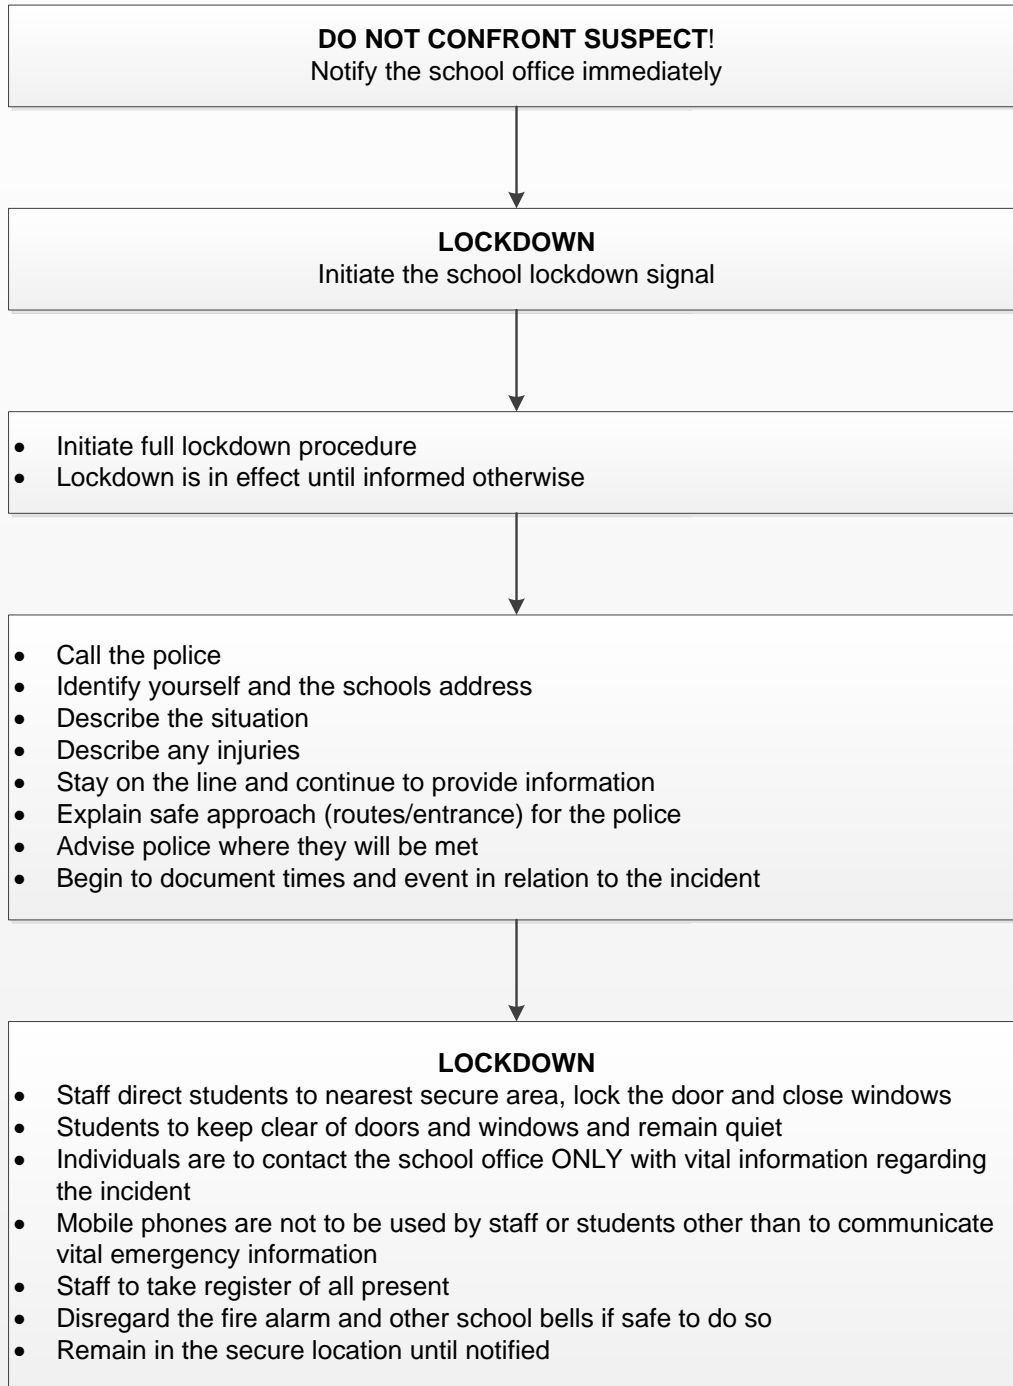 DO NOT CONFRONT SUSPECT!
Notify the school office immediately
LOCKDOWN
Initiate the school lockdown signal
• Initiate full lockdown procedure
• Lockdown is in effect until informed otherwise
• Call the police
• Identify yourself and the schools address
• Describe the situation
• Describe any injuries
• Stay on the line and continue to provide information
• Explain safe approach (routes/entrance) for the police
• Advise police where they will be met
• Begin to document times and event in relation to the incident
LOCKDOWN
• Staff direct students to nearest secure area, lock the door and close windows
• Students to keep clear of doors and windows and remain quiet
• Individuals are to contact the school office ONLY with vital information regarding
the incident
• Mobile phones are not to be used by staff or students other than to communicate
vital emergency information
• Staff to take register of all present
• Disregard the fire alarm and other school bells if safe to do so
• Remain in the secure location until notified